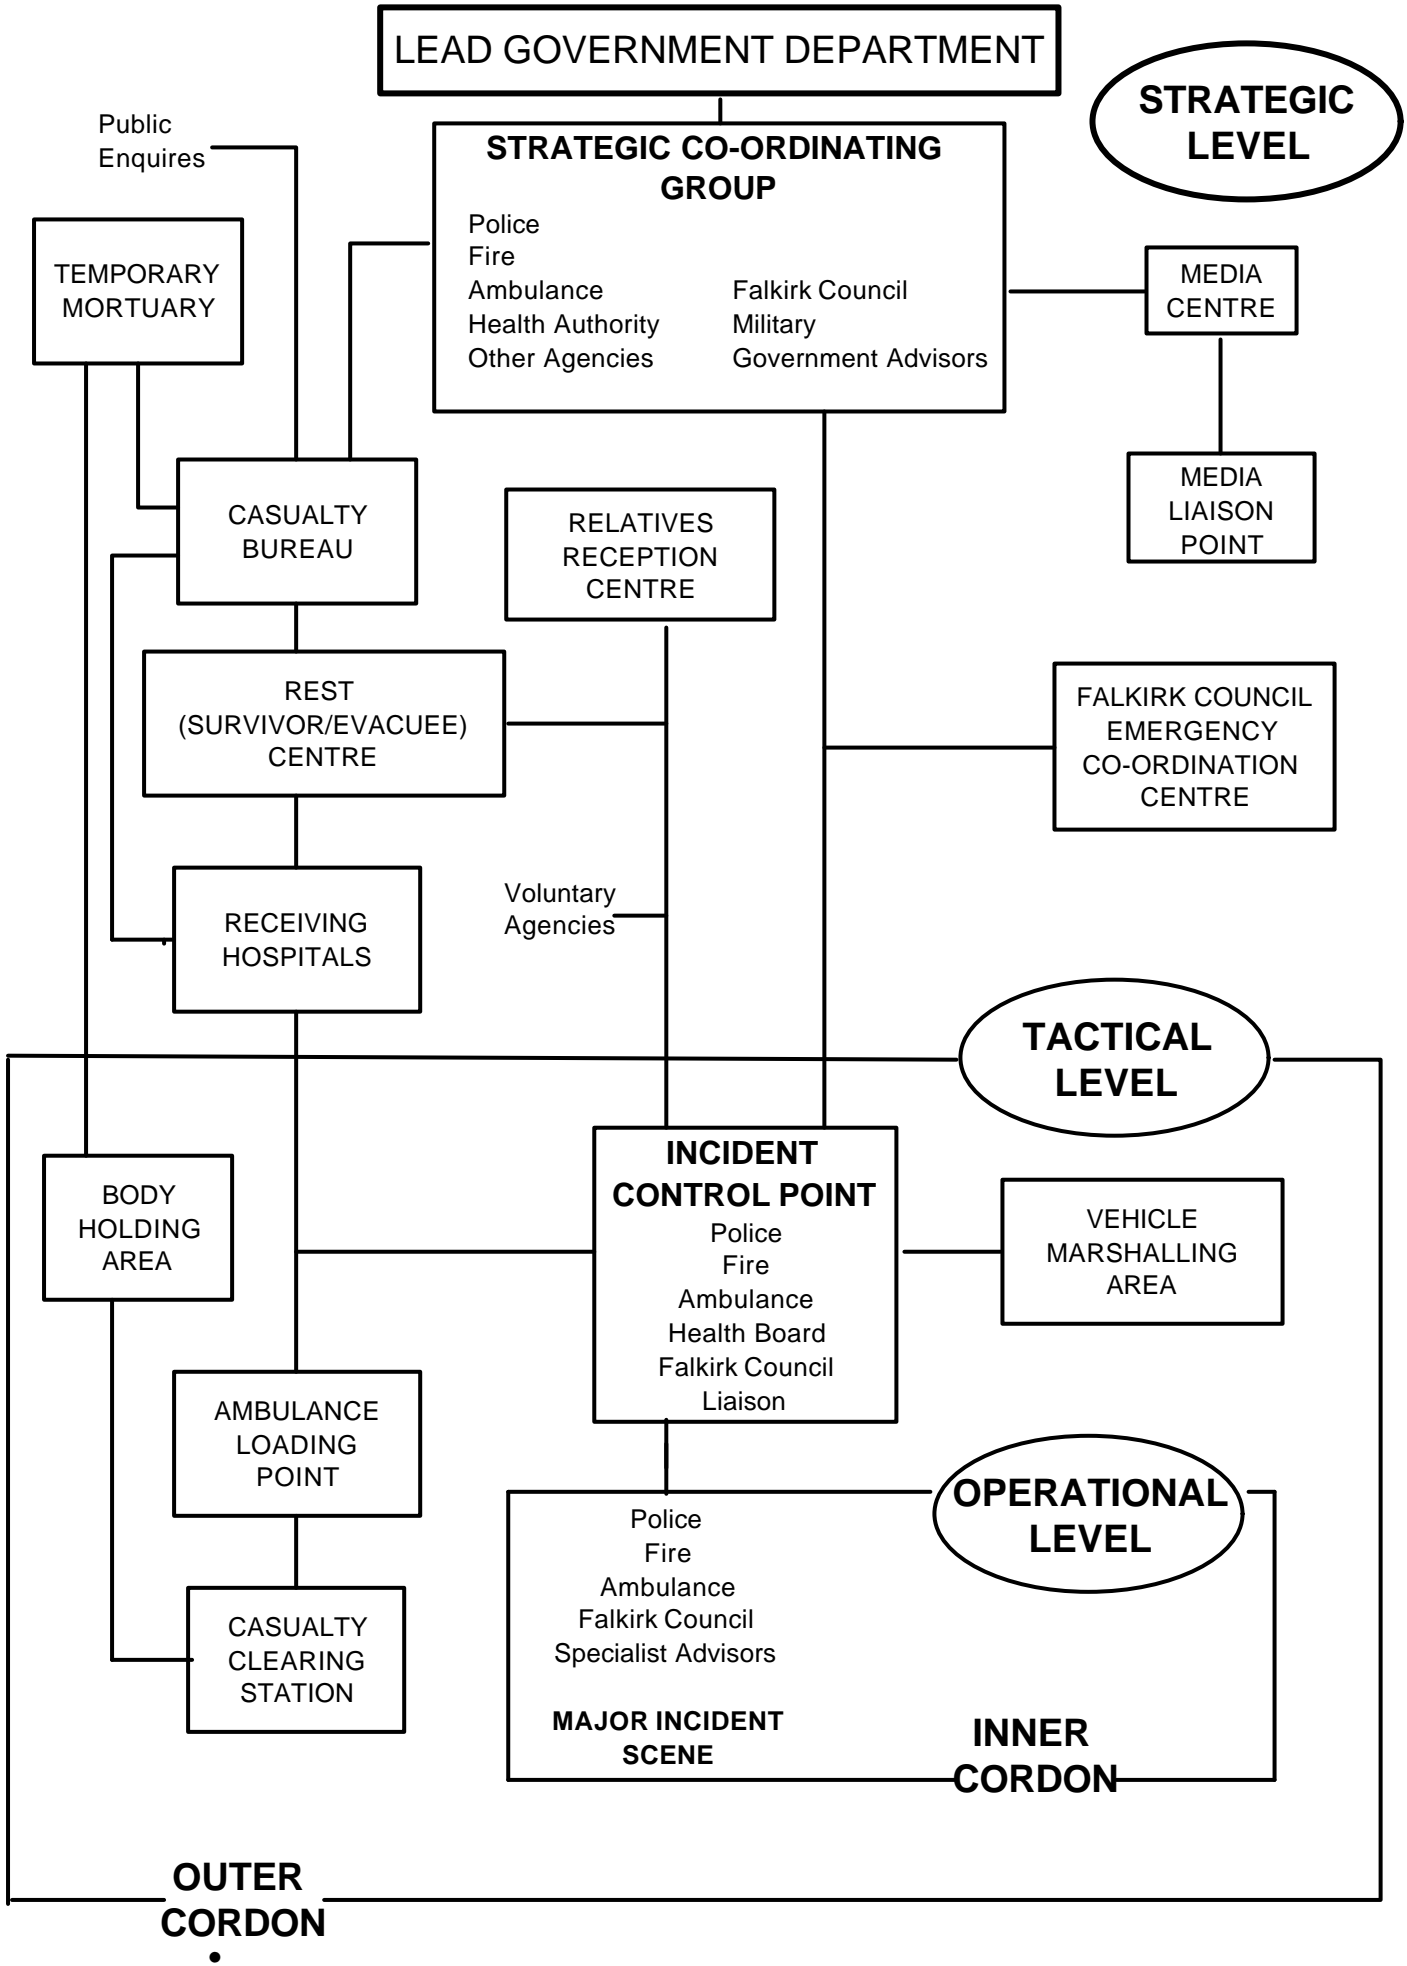 LEAD GOVERNMENT DEPARTMENT
STRATEGIC
LEVEL
Public
Enquires
STRATEGIC CO-ORDINATING
GROUP
Police
Fire
Ambulance
Health Authority
Other Agencies
Falkirk Council
Military
Government Advisors
TEMPORARY
MORTUARY
MEDIA
CENTRE
MEDIA
LIAISON
POINT
CASUALTY
BUREAU
RELATIVES
RECEPTION
CENTRE
REST
(SURVIVOR/EVACUEE)
CENTRE
FALKIRK COUNCIL
EMERGENCY
CO-ORDINATION
CENTRE
RECEIVING
HOSPITALS
Voluntary
Agencies
TACTICAL
LEVEL
BODY
HOLDING
AREA
INCIDENT
CONTROL POINT
Police
Fire
Ambulance
Health Board
Falkirk Council
Liaison
VEHICLE
MARSHALLING
AREA
AMBULANCE
LOADING
POINT
OPERATIONAL
LEVEL
Police
Fire
Ambulance
Falkirk Council
Specialist Advisors
CASUALTY
CLEARING
STATION
MAJOR INCIDENT
SCENE
INNER
CORDON
OUTER
CORDON
•